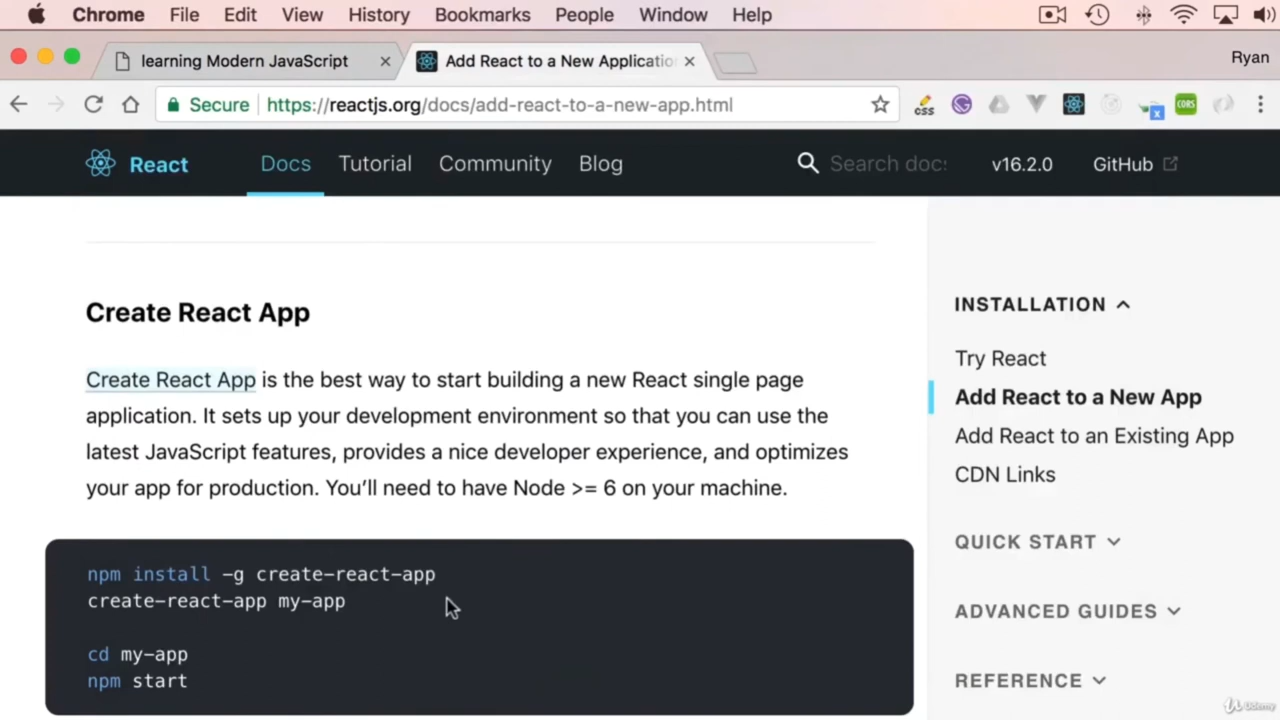 Chrome File Edit View History Bookmarks People Window Help
learning Modern JavaScript
Add React to a New Applicatio
Ryan
Secure https://reactjs.org/docs/add-react-to-a-new-app.html
css
x
CORS
React Docs Tutorial Community Blog Search docs v16.2.0 GitHub
Create React App
Create React App is the best way to start building a new React single page
application. It sets up your development environment so that you can use the
latest JavaScript features, provides a nice developer experience, and optimizes
your app for production. You’ll need to have Node >= 6 on your machine.
npm install -g create-react-app
create-react-app my-app
cd my-app
npm start
INSTALLATION
Try React
Add React to a New App
Add React to an Existing App
CDN Links
QUICK START
ADVANCED GUIDES
REFERENCE
Udemy